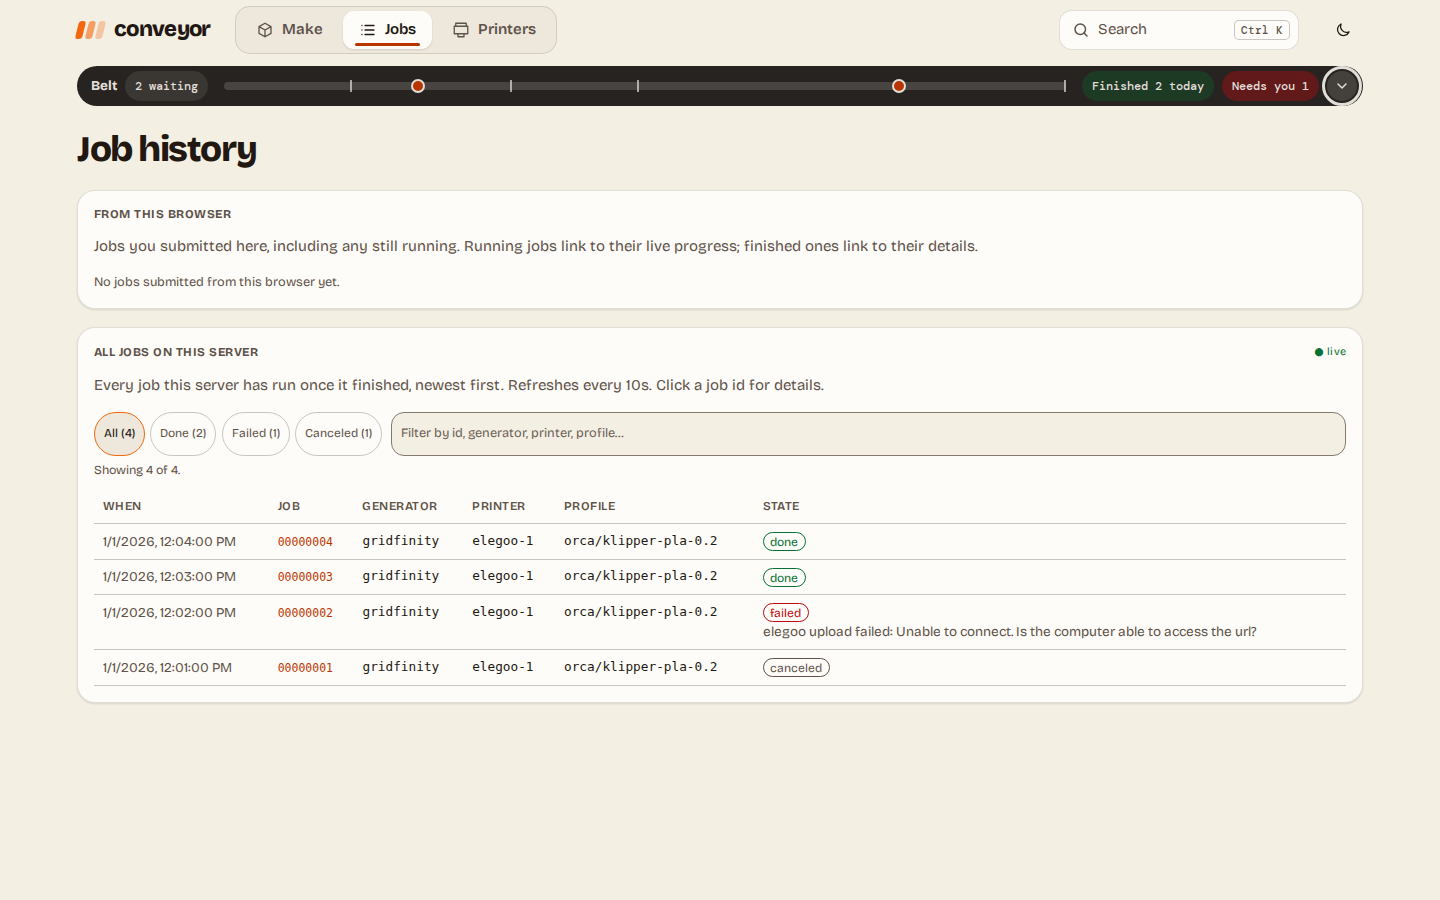 conveyor
Make
Jobs
Printers
Search
Ctrl K
Belt
2 waiting
Finished 2 today
Needs you 1
Job history
FROM THIS BROWSER
Jobs you submitted here, including any still running. Running jobs link to their live progress; finished ones link to their details.
No jobs submitted from this browser yet.
ALL JOBS ON THIS SERVER
live
Every job this server has run once it finished, newest first. Refreshes every 10s. Click a job id for details.
All (4) Done (2) Failed (1) Canceled (1) Filter by id, generator, printer, profile...
Showing 4 of 4.
WHEN JOB GENERATOR PRINTER PROFILE STATE
1/1/2026, 12:04:00 PM 00000004 gridfinity elegoo-1 orca/klipper-pla-0.2 done
1/1/2026, 12:03:00 PM 00000003 gridfinity elegoo-1 orca/klipper-pla-0.2 done
1/1/2026, 12:02:00 PM 00000002 gridfinity elegoo-1 orca/klipper-pla-0.2 failed
elegoo upload failed: Unable to connect. Is the computer able to access the url?
1/1/2026, 12:01:00 PM 00000001 gridfinity elegoo-1 orca/klipper-pla-0.2 canceled